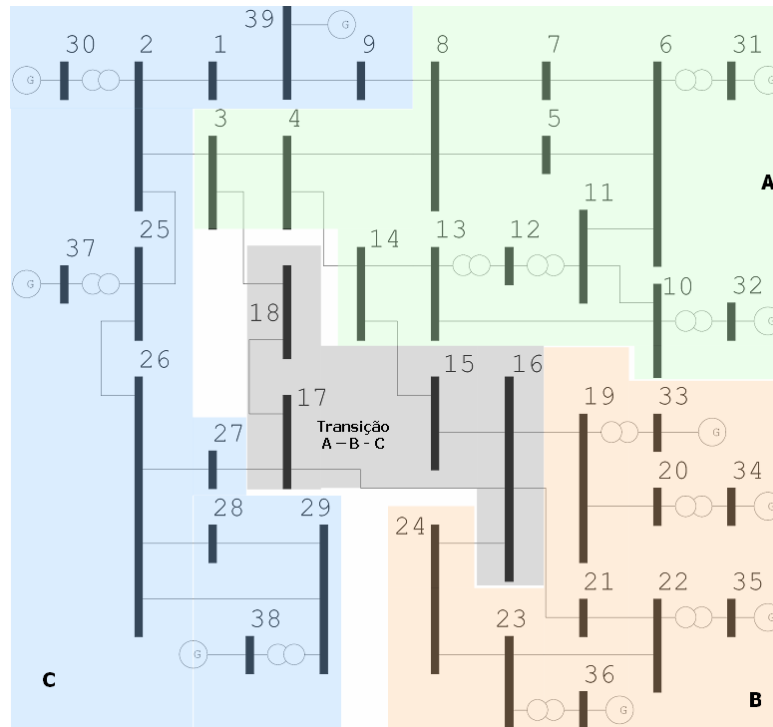 39
30 2 1 9 8 7 6 31
G G G
3 4 5
A
11
25 14 13 12
37
G 10 32
18 G
26 15 16
17 19 33
Transição
A – B - C
G
27
20 34
28 29 G
24
21 22 35
38 G
23
G
C
36
B
G